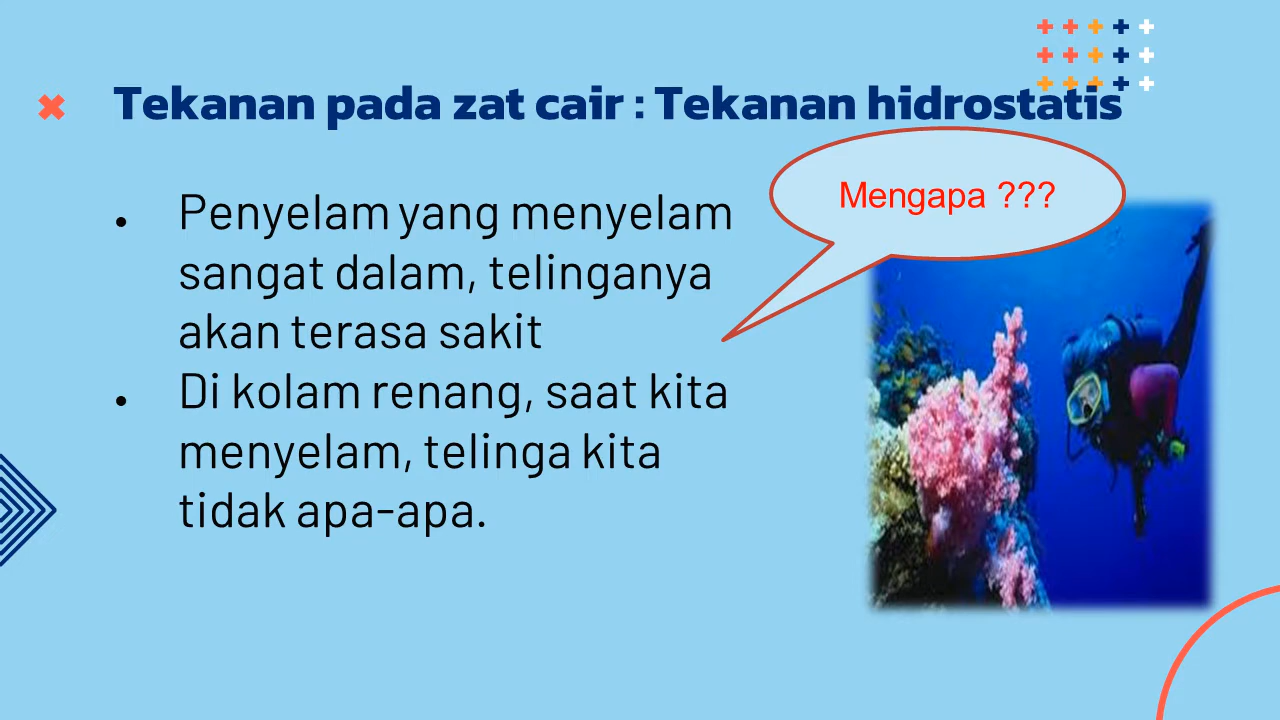 Tekanan pada zat cair : Tekanan hidrostatis
Mengapa ???
• Penyelam yang menyelam
sangat dalam, telinganya
akan terasa sakit
• Di kolam renang, saat kita
menyelam, telinga kita
tidak apa-apa.